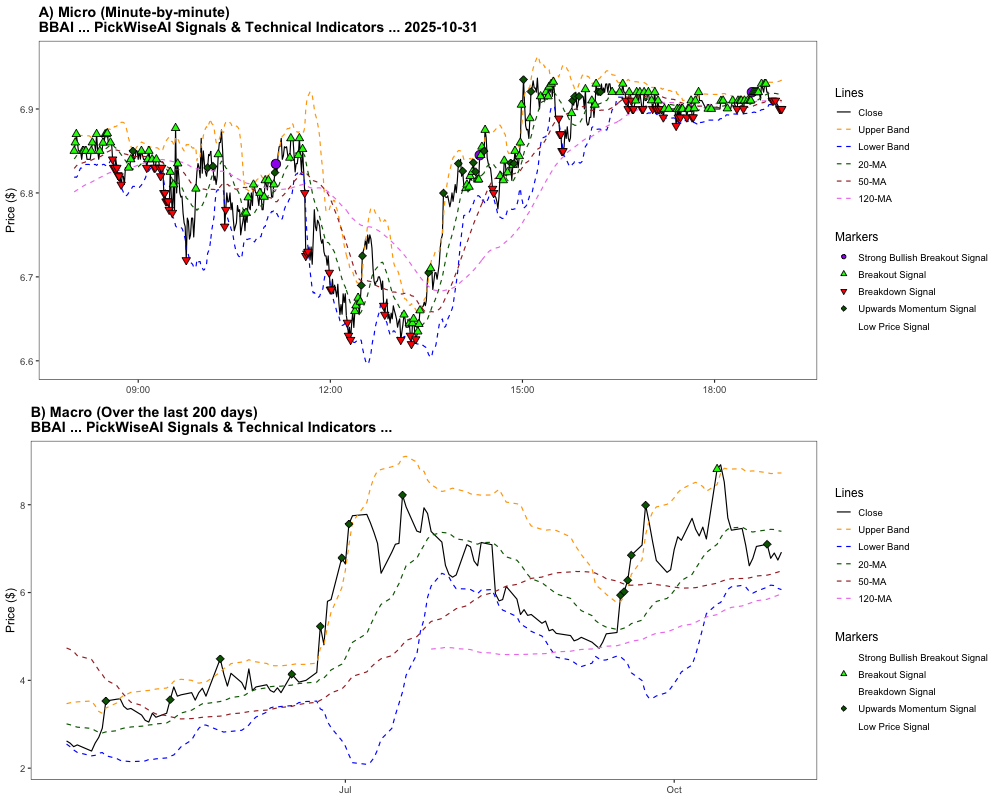 A) Micro (Minute-by-minute)
BBAI ... PickWiseAI Signals & Technical Indicators ... 2025-10-31
Price ($)
6.9
6.8
6.7
6.6
09:00
12:00
15:00
18:00
Lines
Close
Upper Band
Lower Band
20-MA
50-MA
120-MA
Markers
Strong Bullish Breakout Signal
Breakout Signal
Breakdown Signal
Upwards Momentum Signal
Low Price Signal
B) Macro (Over the last 200 days)
BBAI ... PickWiseAI Signals & Technical Indicators ...
Price ($)
8
6
4
2
Jul
Oct
Lines
Close
Upper Band
Lower Band
20-MA
50-MA
120-MA
Markers
Strong Bullish Breakout Signal
Breakout Signal
Breakdown Signal
Upwards Momentum Signal
Low Price Signal